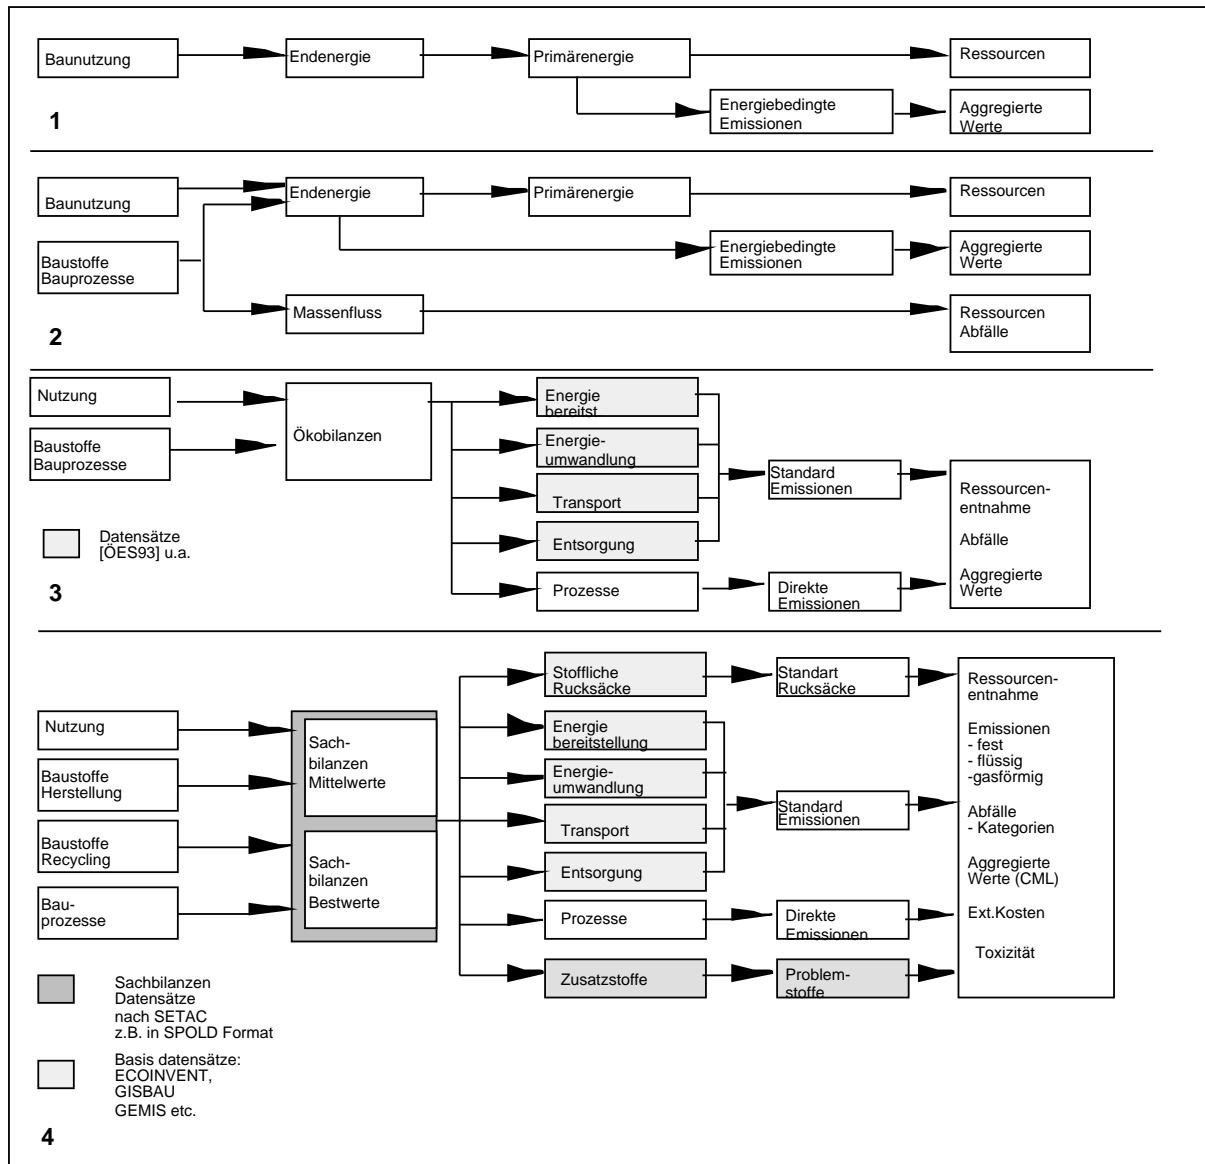 Baunutzung
Endenergie
Primärenergie
Ressourcen
Energiebedingte
Emissionen
Aggregierte
Werte
1
Baunutzung
Endenergie
Primärenergie
Ressourcen
Baustoffe
Bauprozesse
Energiebedingte
Emissionen
Aggregierte
Werte
Massenfluss
Ressourcen
Abfälle
2
Nutzung
Baustoffe
Bauprozesse
Ökobilanzen
Energie
bereitst
Energie-
umwandlung
Transport
Entsorgung
Prozesse
Standard
Emissionen
Direkte
Emissionen
Ressourcen-
entnahme
Abfälle
Aggregierte
Werte
Datensätze
[ÖES93] u.a.
3
Nutzung
Baustoffe
Herstellung
Baustoffe
Recycling
Bau-
prozesse
Sach-
bilanzen
Mittelwerte
Sach-
bilanzen
Bestwerte
Stoffliche
Rucksäcke
Energie
bereitstellung
Energie-
umwandlung
Transport
Entsorgung
Prozesse
Zusatzstoffe
Standart
Rucksäcke
Standard
Emissionen
Direkte
Emissionen
Problem-
stoffe
Ressourcen-
entnahme
Emissionen
- fest
- flüssig
-gasförmig
Abfälle
- Kategorien
Aggregierte
Werte (CML)
Ext.Kosten
Toxizität
Sachbilanzen
Datensätze
nach SETAC
z.B. in SPOLD Format
Basis datensätze:
ECOINVENT,
GISBAU
GEMIS etc.
4